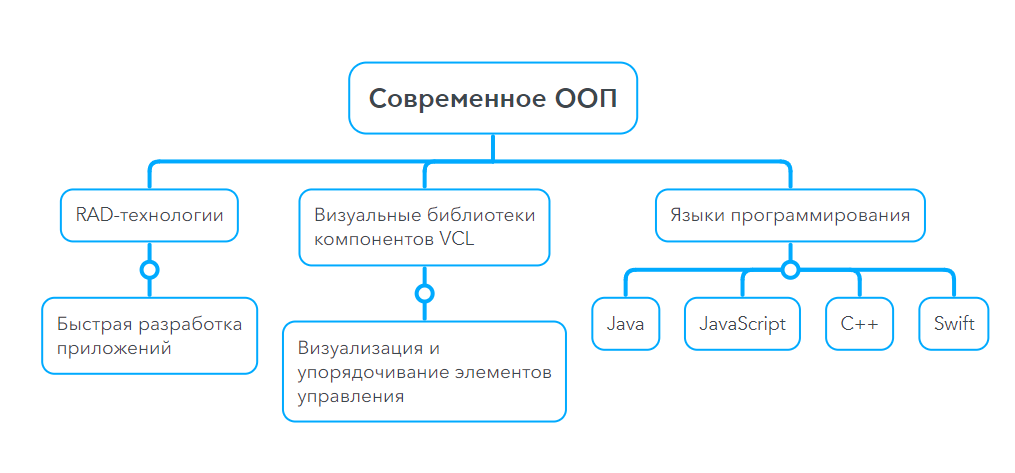 Современное ООП
RAD-технологии
Визуальные библиотеки
компонентов VCL
Языки программирования
Быстрая разработка
приложений
Визуализация и
упорядочивание элементов
управления
Java
JavaScript
C++
Swift